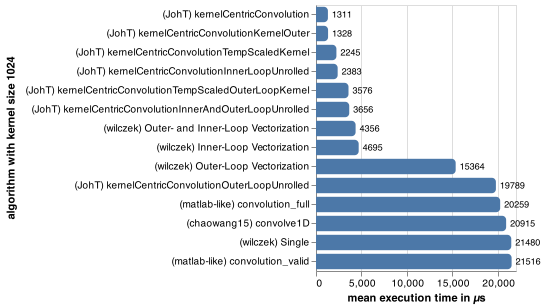 algorithm with kernel size 1024
(JohT) kernelCentricConvolution 1311
(JohT) kernelCentricConvolutionKernelOuter 1328
(JohT) kernelCentricConvolutionTempScaledKernel 2245
(JohT) kernelCentricConvolutionInnerLoopUnrolled 2383
(JohT) kernelCentricConvolutionTempScaledOuterLoopKernel 3576
(JohT) kernelCentricConvolutionInnerAndOuterLoopUnrolled 3656
(wilczek) Outer- and Inner-Loop Vectorization 4356
(wilczek) Inner-Loop Vectorization 4695
(wilczek) Outer-Loop Vectorization 15364
(JohT) kernelCentricConvolutionOuterLoopUnrolled 19789
(matlab-like) convolution_full 20259
(chaowang15) convolve1D 20915
(wilczek) Single 21480
(matlab-like) convolution_valid 21516
0 5,000 10,000 15,000 20,000
mean execution time in µs